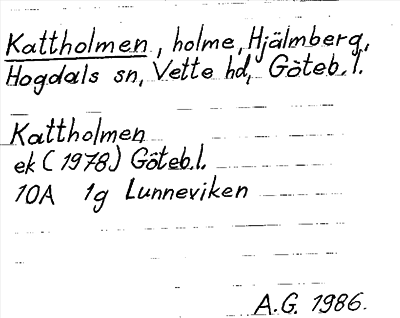 Kattholmen, holme, Hjälmberg,
Hogdals sn, Vette hd, Göteb. l.
Kattholmen
ek (1978) Göteb. l.
10A 1g Lunneviken
A.G. 1986.